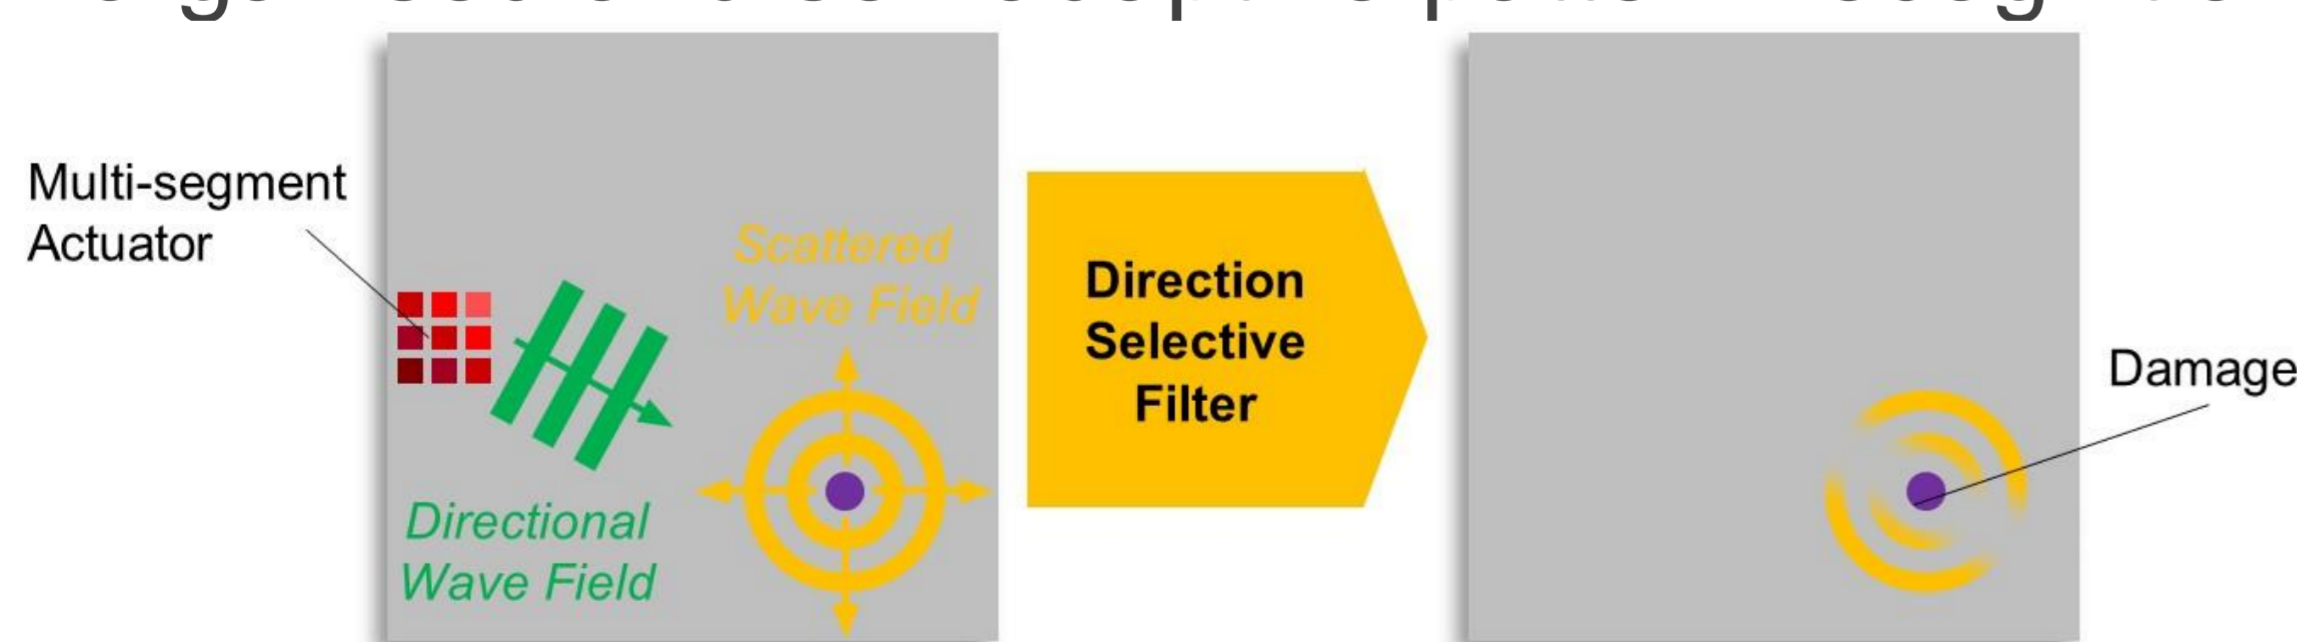 Multi-segment
Actuator
Scattered
Wave Field
Directional
Wave Field
Direction
Selective
Filter
Damage